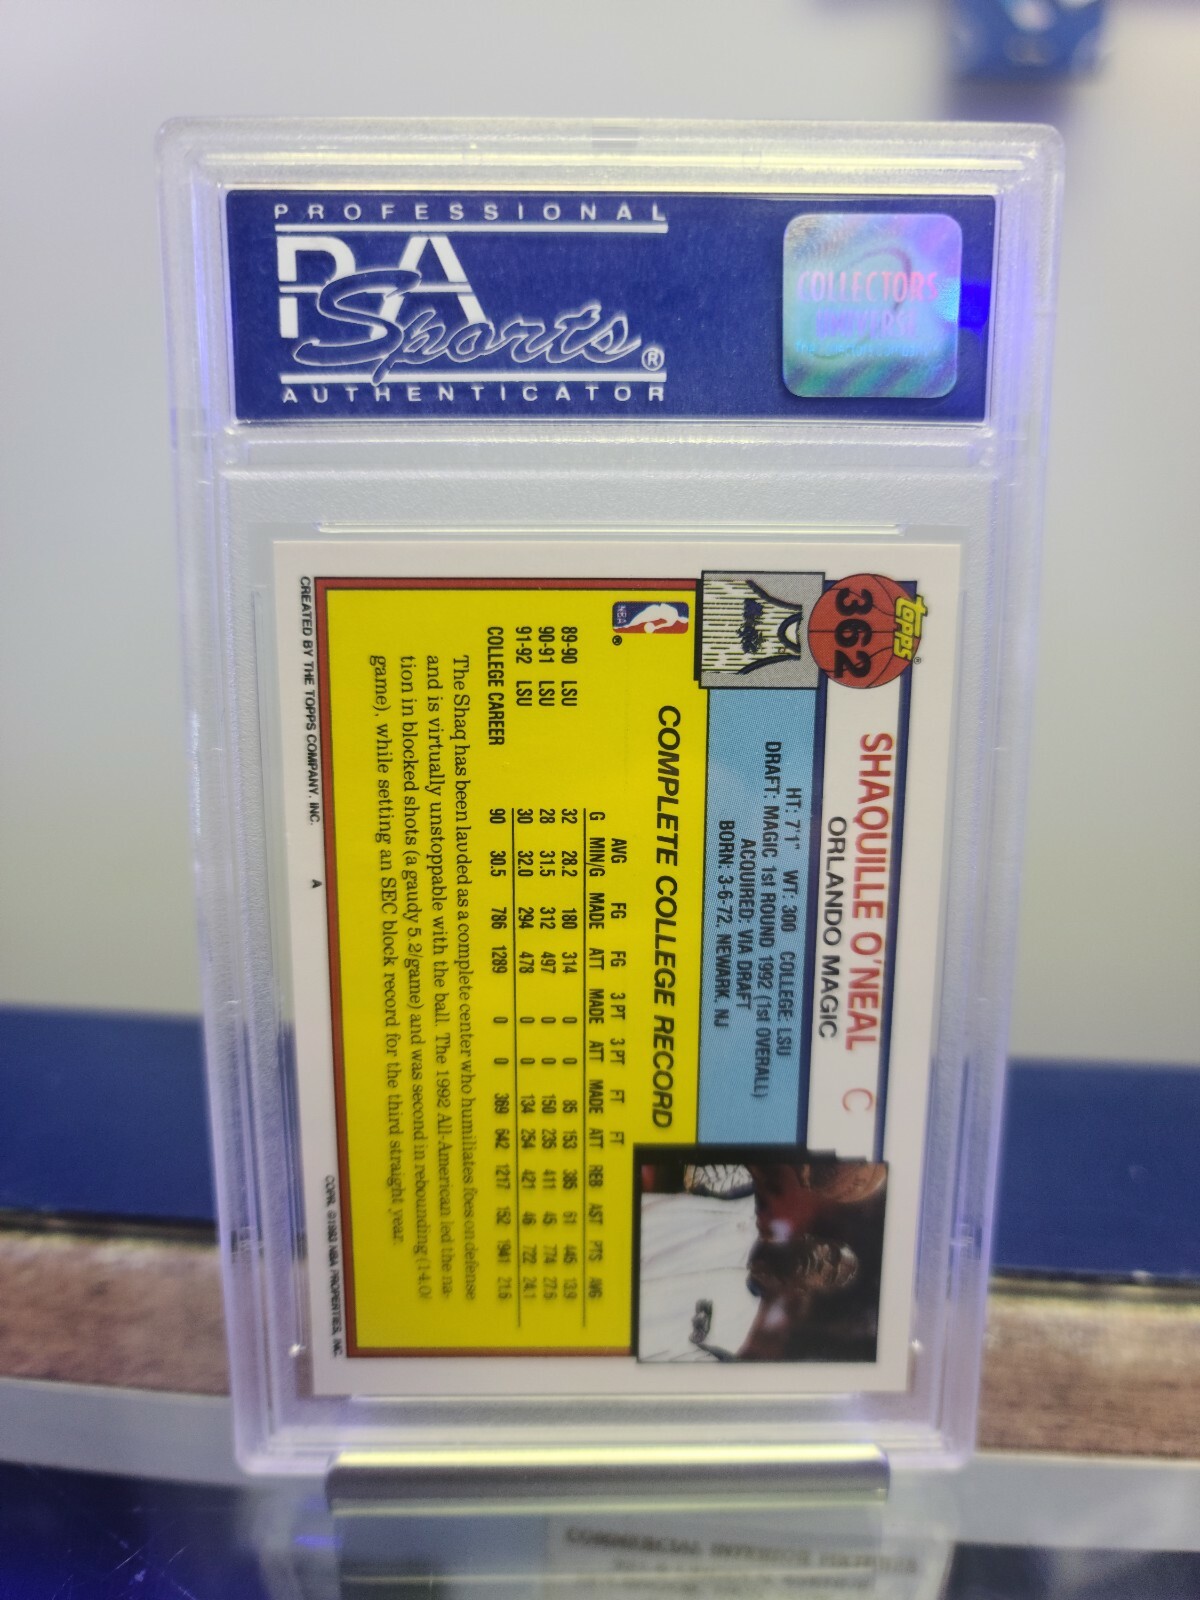 PROFESSIONAL
PSA
Sports®
AUTHENTICATOR
COLLECTORS
UNIVERSE
topps®
362
SHAQUILLE O'NEAL C
ORLANDO MAGIC
HT: 7'1" WT: 300 COLLEGE: LSU
DRAFT: MAGIC 1st ROUND 1992 (1st OVERALL)
ACQUIRED: VIA DRAFT
BORN: 3-6-72, NEWARK, NJ
NBA®
COMPLETE COLLEGE RECORD
AVG FG FG 3 PT 3 PT FT FT
G MIN/G MADE ATT MADE ATT MADE ATT REB AST PTS AVG
89-90 LSU 32 28.2 180 314 0 0 85 153 385 61 445 13.9
90-91 LSU 28 31.5 312 497 0 0 150 235 411 45 774 27.6
91-92 LSU 30 32.0 294 478 0 0 134 254 421 46 722 24.1
COLLEGE CAREER 90 30.5 786 1289 0 0 369 642 1217 152 1941 21.6
The Shaq has been lauded as a complete center who humiliates foes on defense
and is virtually unstoppable with the ball. The 1992 All-American led the na-
tion in blocked shots (a gaudy 5.2/game) and was second in rebounding (14.0/
game), while setting an SEC block record for the third straight year.
CREATED BY THE TOPPS COMPANY, INC. A COPR. ©1993 NBA PROPERTIES, INC.